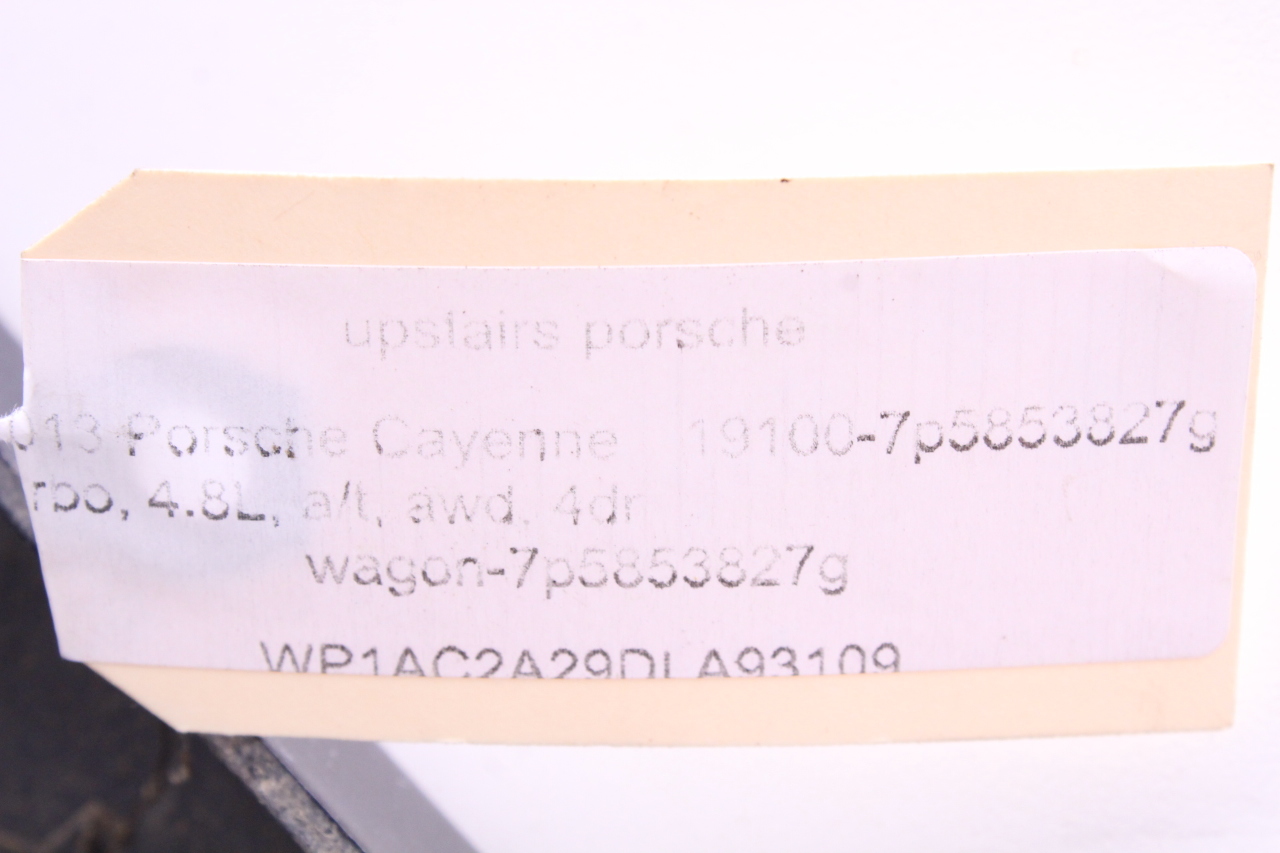 upstairs porsche
013 Porsche Cayenne 19100-7p5853827g
rbo, 4.8L, a/t, awd, 4dr
wagon-7p5853827g
WP1AC2A29DLA93109